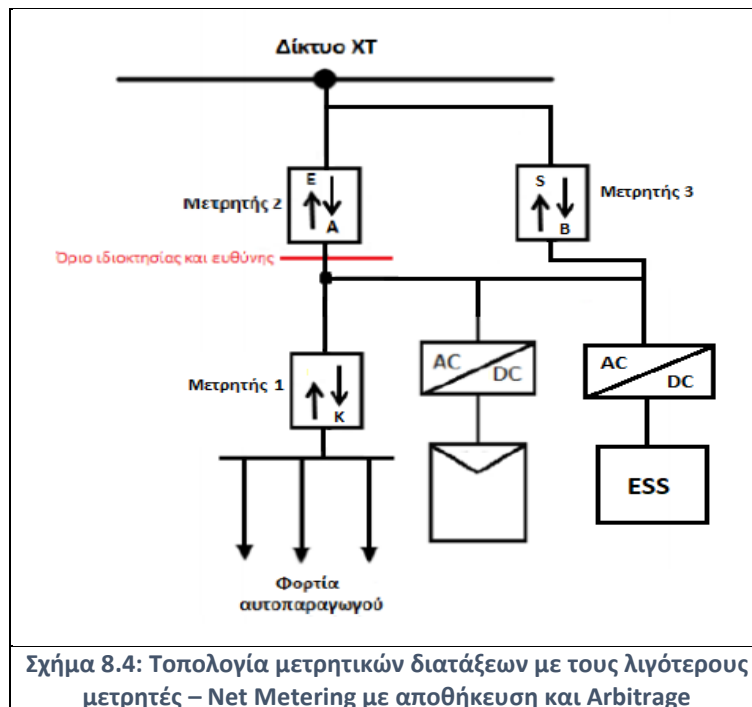 Δίκτυο ΧΤ
E
A
Μετρητής 2
S
B
Μετρητής 3
Όριο ιδιοκτησίας και ευθύνης
Μετρητής 1
K
AC
DC
AC
DC
ESS
Φορτία
αυτοπαραγωγού
Σχήμα 8.4: Τοπολογία μετρητικών διατάξεων με τους λιγότερους
μετρητές – Net Metering με αποθήκευση και Arbitrage